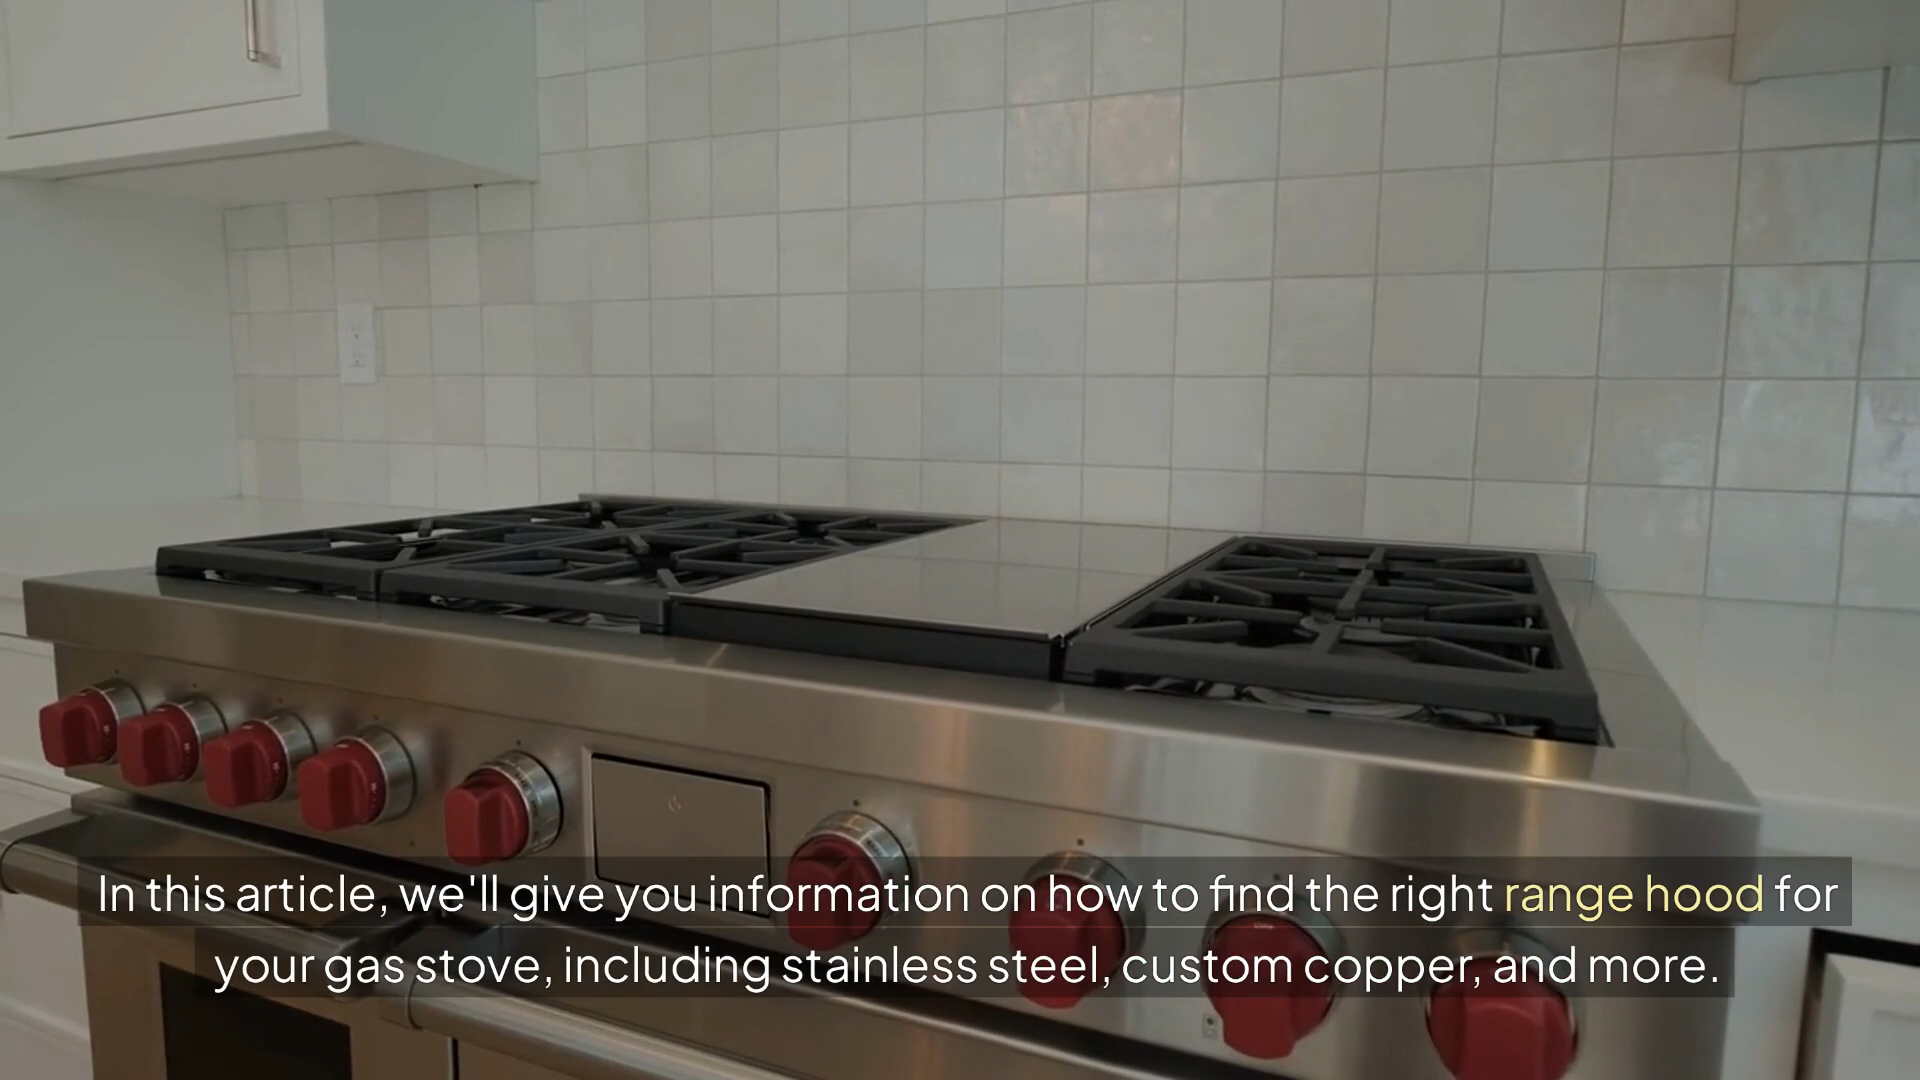 In this article, we'll give you information on how to find the right range hood for
your gas stove, including stainless steel, custom copper, and more.